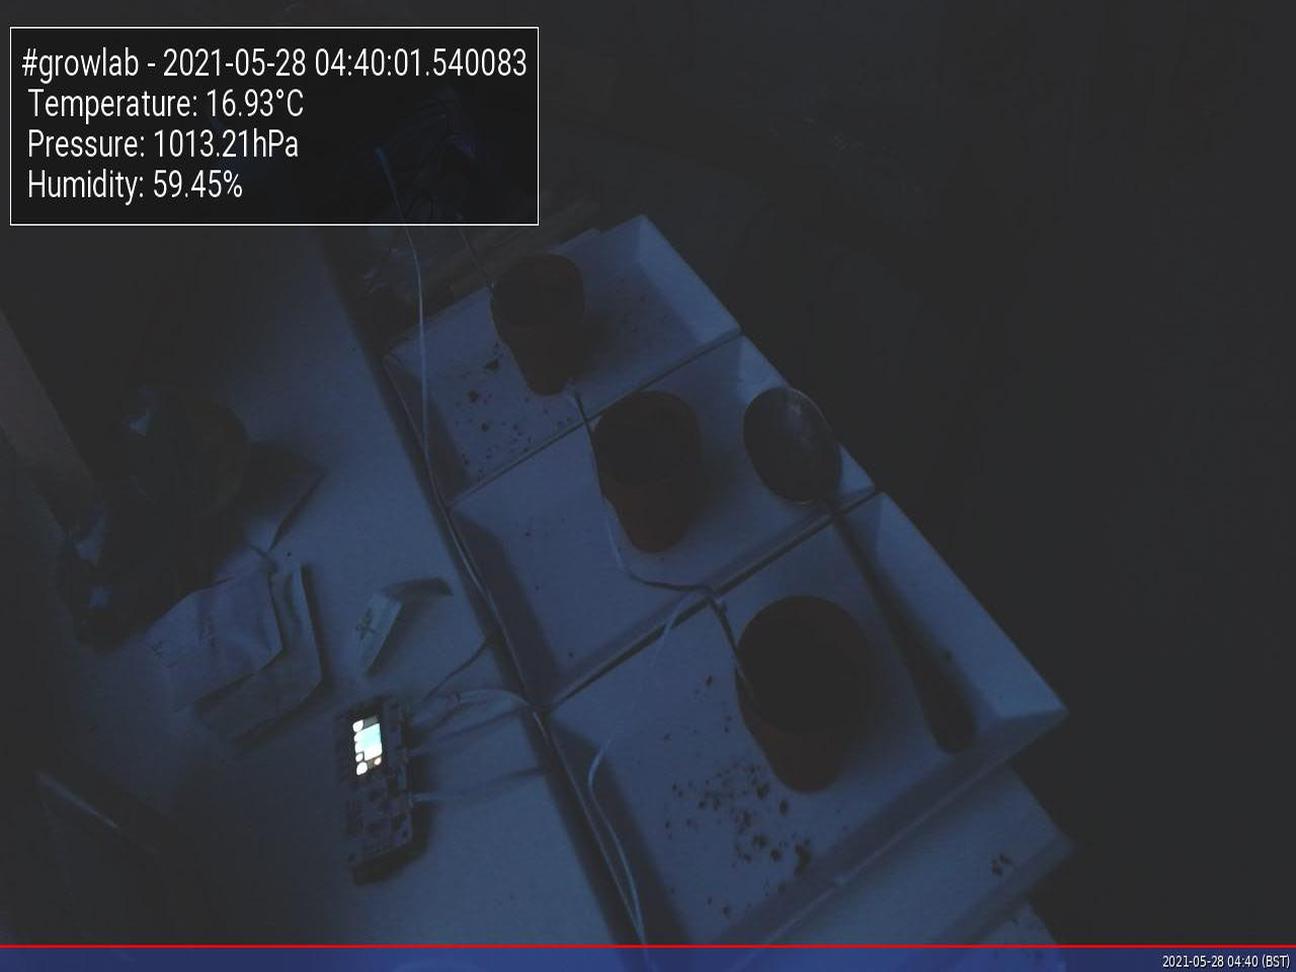 #growlab - 2021-05-28 04:40:01.540083
Temperature: 16.93°C
Pressure: 1013.21hPa
Humidity: 59.45%
2021-05-28 04:40 (BST)